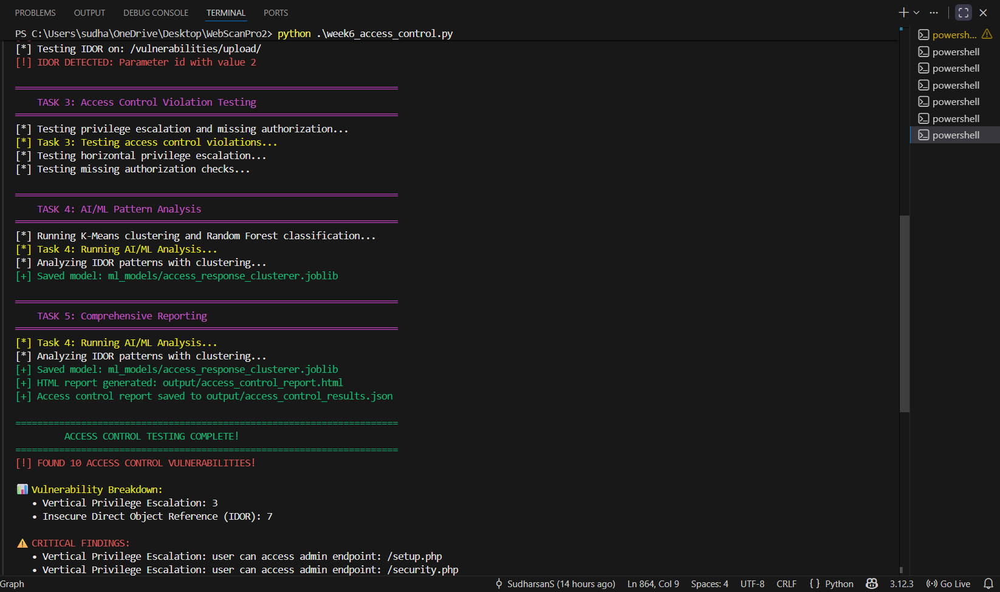 PROBLEMS OUTPUT DEBUG CONSOLE TERMINAL PORTS
PS C:\Users\sudha\OneDrive\Desktop\WebScanPro2> python .\week6_access_control.py
[*] Testing IDOR on: /vulnerabilities/upload/
[!] IDOR DETECTED: Parameter id with value 2
TASK 3: Access Control Violation Testing
[*] Testing privilege escalation and missing authorization...
[*] Task 3: Testing access control violations...
[*] Testing horizontal privilege escalation...
[*] Testing missing authorization checks...
TASK 4: AI/ML Pattern Analysis
[*] Running K-Means clustering and Random Forest classification...
[*] Task 4: Running AI/ML Analysis...
[*] Analyzing IDOR patterns with clustering...
[+] Saved model: ml_models/access_response_clusterer.joblib
TASK 5: Comprehensive Reporting
[*] Task 4: Running AI/ML Analysis...
[*] Analyzing IDOR patterns with clustering...
[+] Saved model: ml_models/access_response_clusterer.joblib
[+] HTML report generated: output/access_control_report.html
[+] Access control report saved to output/access_control_results.json
======================================================================
ACCESS CONTROL TESTING COMPLETE!
======================================================================
[!] FOUND 10 ACCESS CONTROL VULNERABILITIES!
📊 Vulnerability Breakdown:
• Vertical Privilege Escalation: 3
• Insecure Direct Object Reference (IDOR): 7
⚠ CRITICAL FINDINGS:
• Vertical Privilege Escalation: user can access admin endpoint: /setup.php
• Vertical Privilege Escalation: user can access admin endpoint: /security.php
powersh...
powershell
powershell
powershell
powershell
powershell
powershell
Graph SudharsanS (14 hours ago) Ln 864, Col 9 Spaces: 4 UTF-8 CRLF { } Python 3.12.3 Go Live